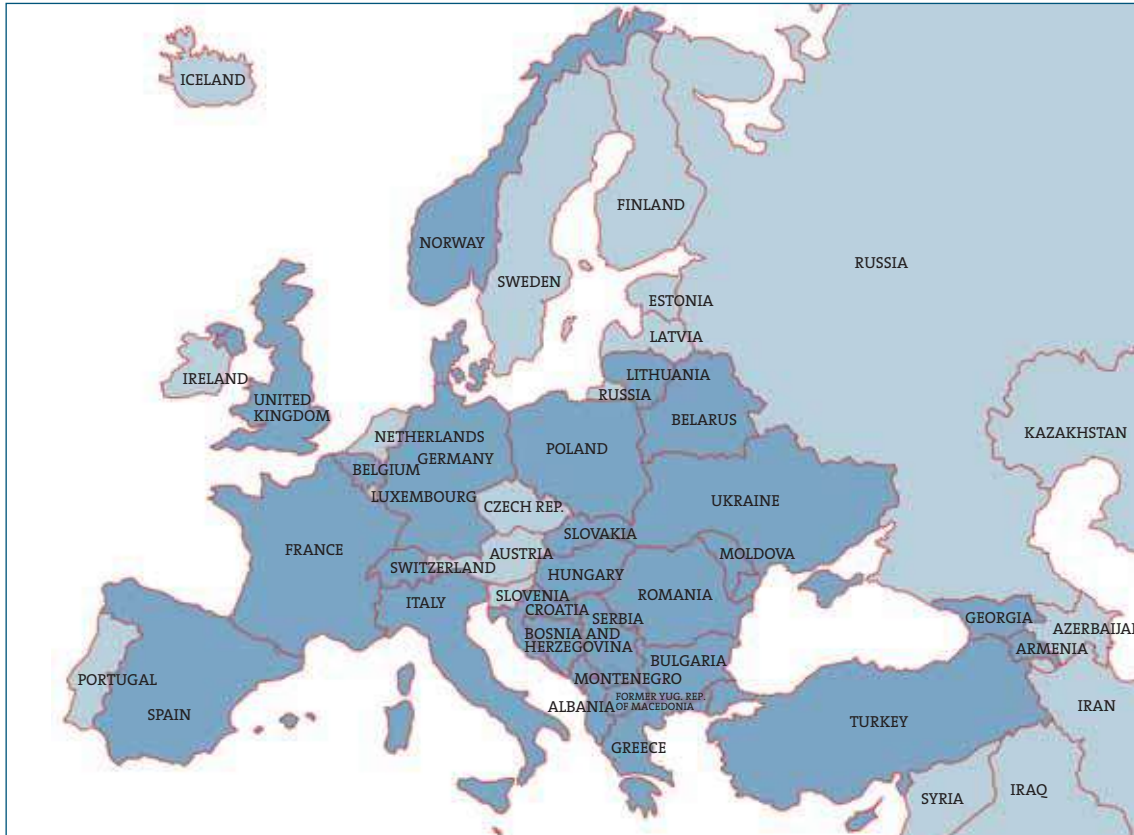 ICELAND
NORWAY
FINLAND
SWEDEN
RUSSIA
ESTONIA
LATVIA
IRELAND
LITHUANIA
RUSSIA
UNITED
KINGDOM
BELARUS
NETHERLANDS
KAZAKHSTAN
POLAND
GERMANY
BELGIUM
LUXEMBOURG
CZECH REP.
UKRAINE
SLOVAKIA
FRANCE
AUSTRIA
MOLDOVA
SWITZERLAND
HUNGARY
SLOVENIA
ROMANIA
ITALY
CROATIA
SERBIA
GEORGIA
BOSNIA AND
HERZEGOVINA
AZERBAIJAN
ARMENIA
BULGARIA
PORTUGAL
MONTENEGRO
FORMER YUG. REP.
OF MACEDONIA
ALBANIA
IRAN
SPAIN
TURKEY
GREECE
SYRIA
IRAQ